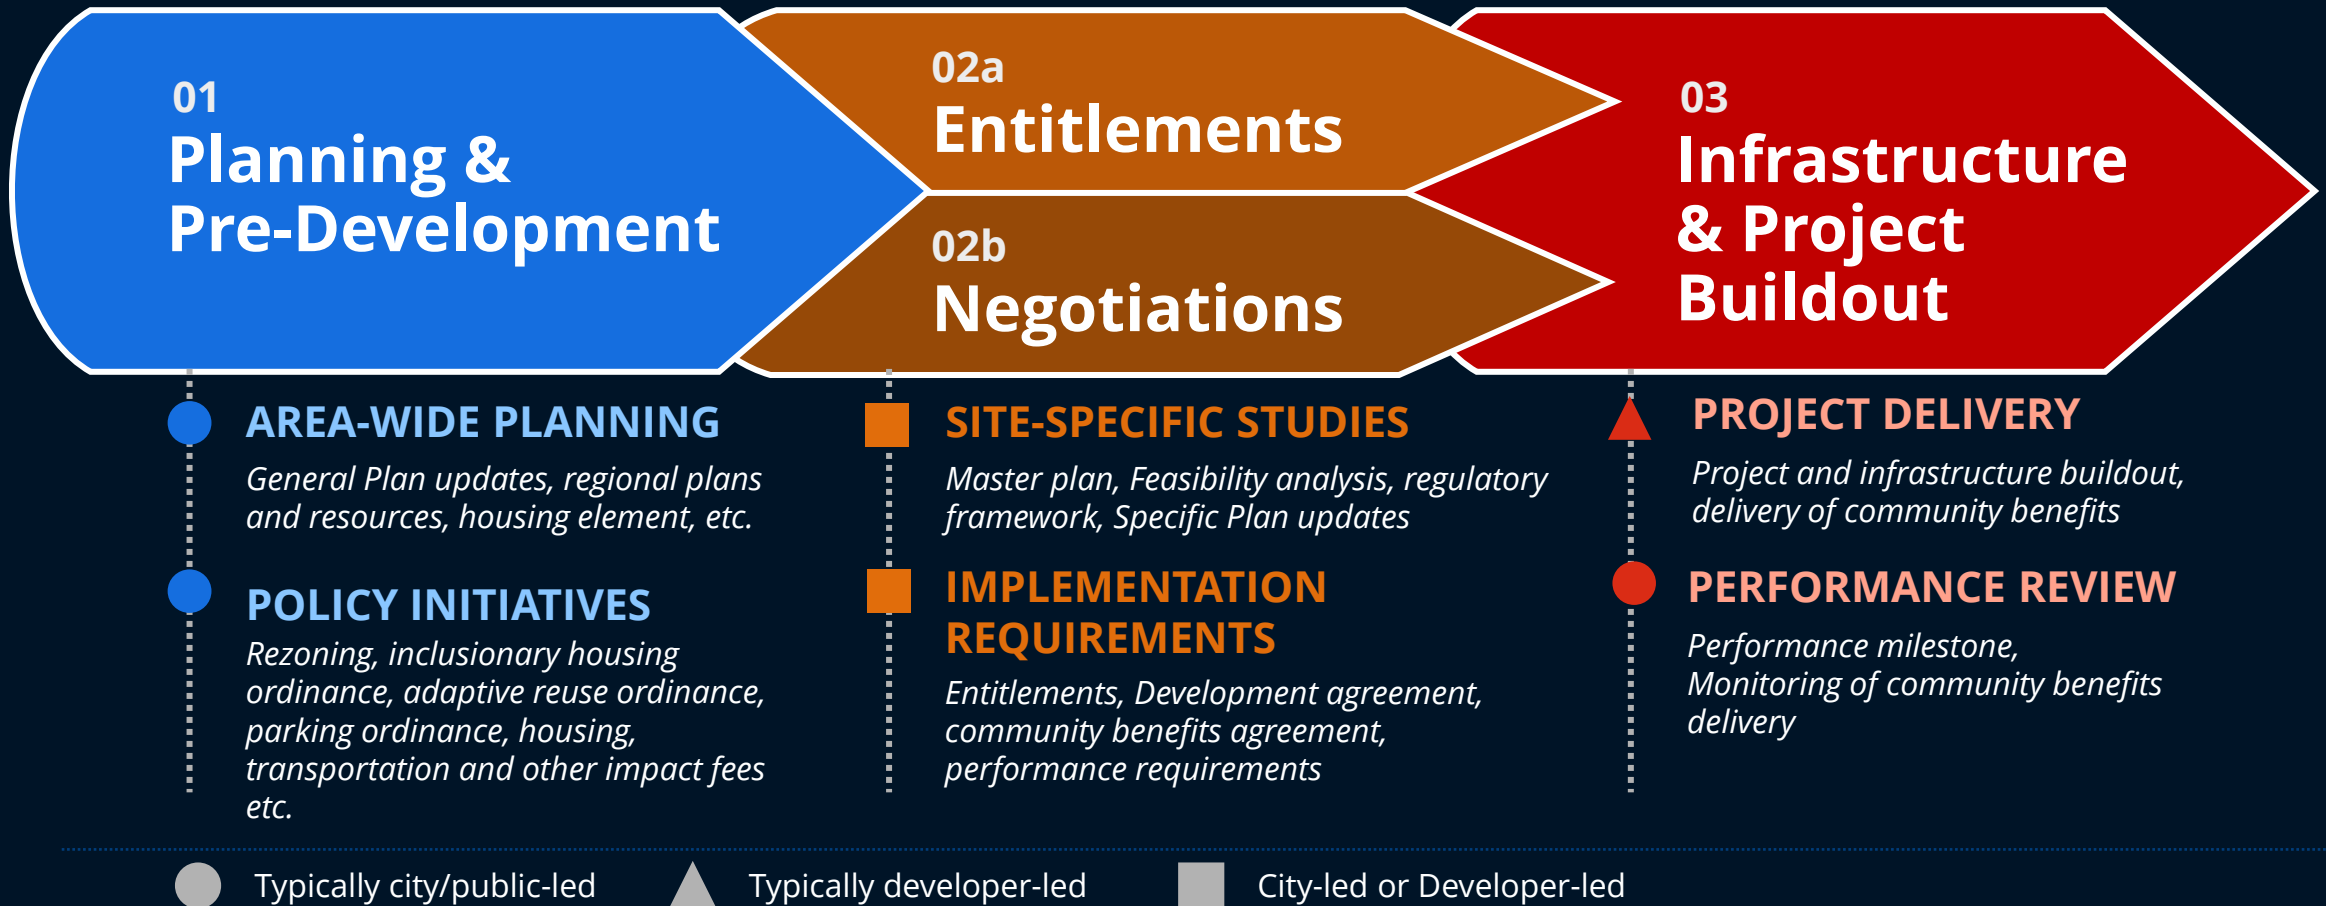 01
Planning &
Pre-Development
02a
Entitlements
02b
Negotiations
03
Infrastructure
& Project
Buildout
AREA-WIDE PLANNING
General Plan updates, regional plans
and resources, housing element, etc.
POLICY INITIATIVES
Rezoning, inclusionary housing
ordinance, adaptive reuse ordinance,
parking ordinance, housing,
transportation and other impact fees
etc.
SITE-SPECIFIC STUDIES
Master plan, Feasibility analysis, regulatory
framework, Specific Plan updates
IMPLEMENTATION
REQUIREMENTS
Entitlements, Development agreement,
community benefits agreement,
performance requirements
PROJECT DELIVERY
Project and infrastructure buildout,
delivery of community benefits
PERFORMANCE REVIEW
Performance milestone,
Monitoring of community benefits
delivery
Typically city/public-led
Typically developer-led
City-led or Developer-led